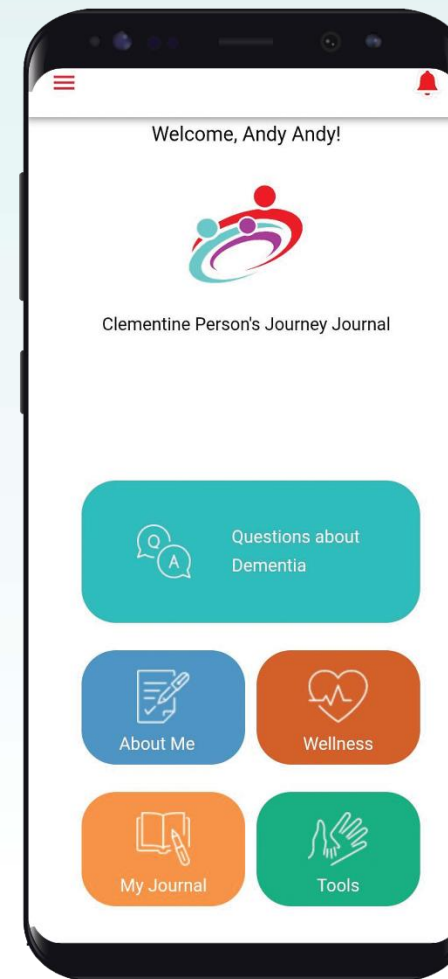 Welcome, Andy Andy!
Clementine Person's Journey Journal
Q
A
Questions about
Dementia
About Me
Wellness
My Journal
Tools